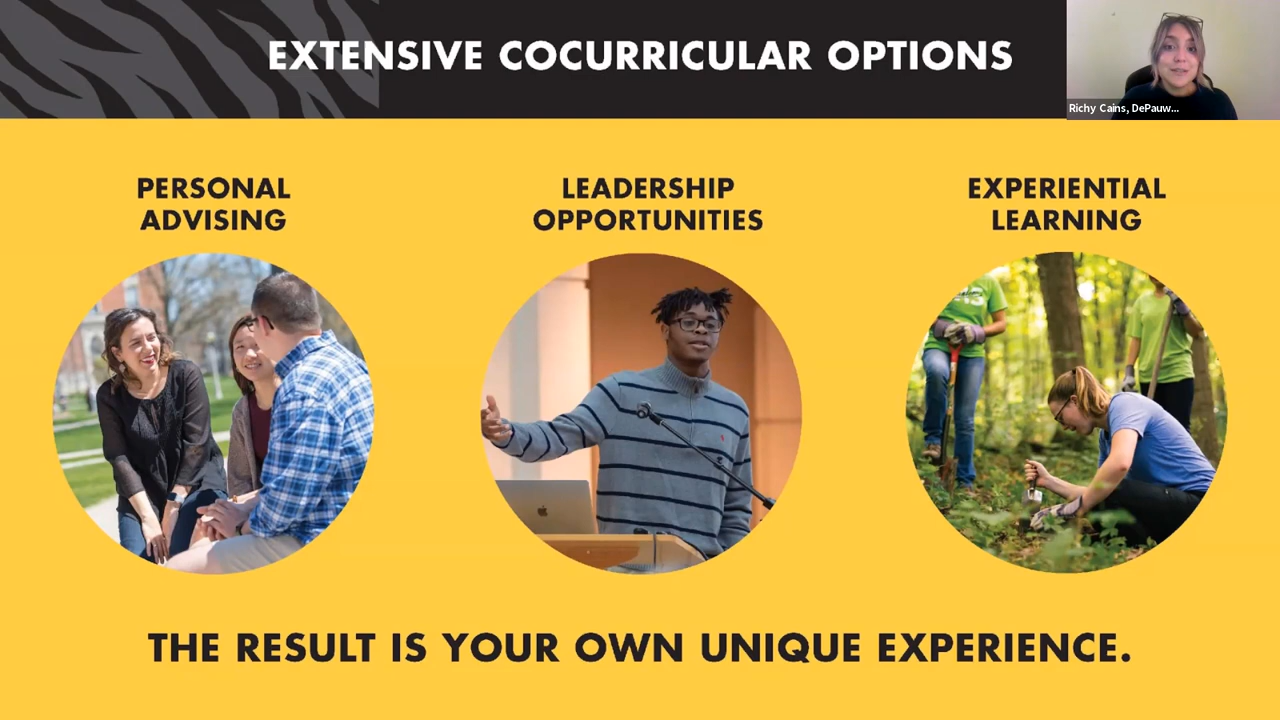 EXTENSIVE COCURRICULAR OPTIONS
Richy Cains, DePauw...
PERSONAL
ADVISING
LEADERSHIP
OPPORTUNITIES
EXPERIENTIAL
LEARNING
THE RESULT IS YOUR OWN UNIQUE EXPERIENCE.